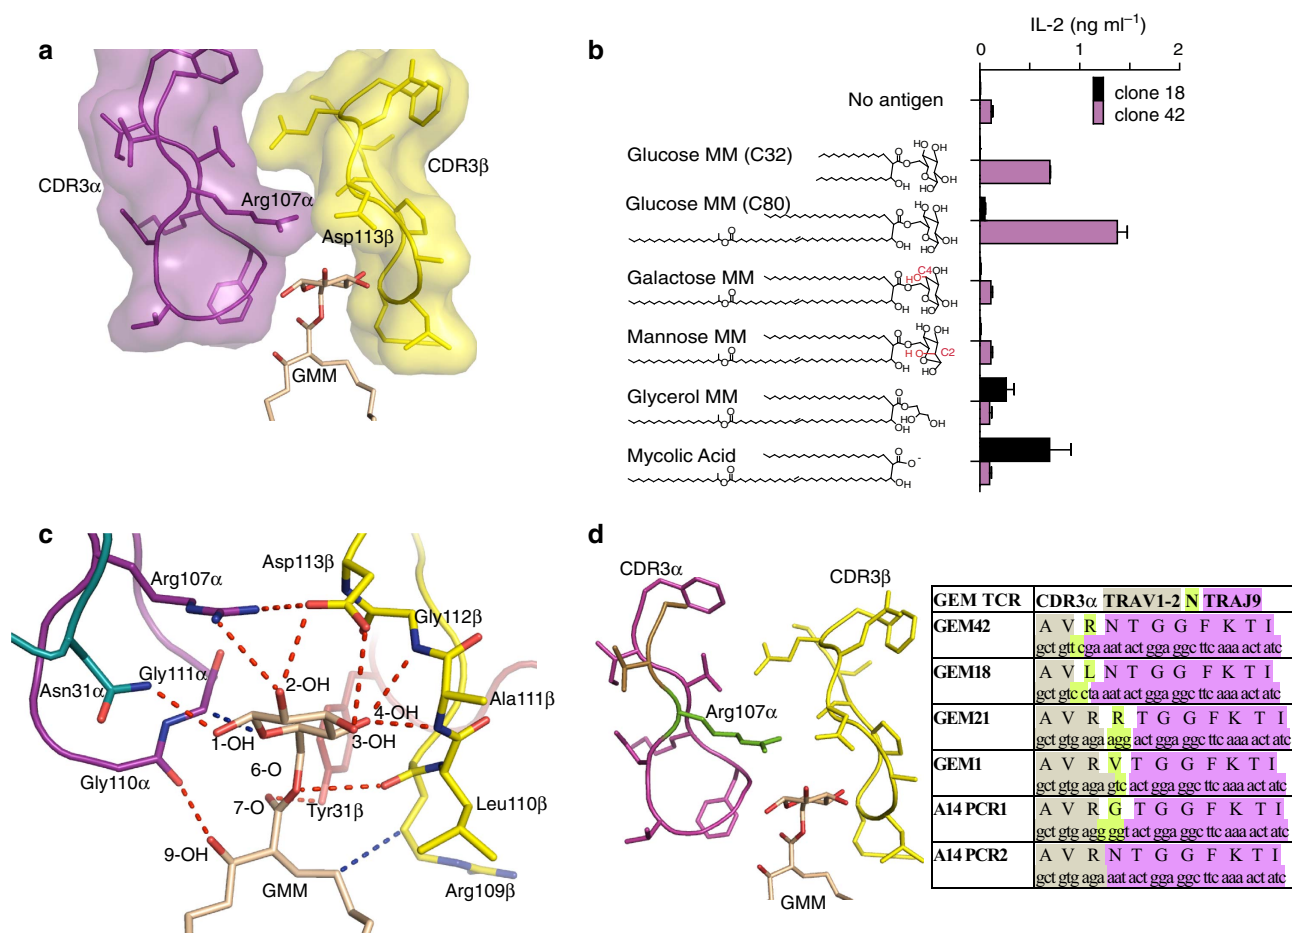 a
CDR3α
CDR3β
Arg107α
Asp113β
GMM
b
IL-2 (ng ml–1)
0 1 2
clone 18
clone 42
No antigen
Glucose MM (C32)
Glucose MM (C80)
Galactose MM
C4
Mannose MM
C2
Glycerol MM
Mycolic Acid
c
Asp113β
Arg107α
Gly112β
Gly111α
Asn31α
2-OH
Ala111β
4-OH
1-OH
3-OH
6-O
Gly110α
7-O
Tyr31β
Leu110β
9-OH
GMM
Arg109β
d
CDR3α
CDR3β
Arg107α
GMM
GEM TCR CDR3α TRAV1-2 N TRAJ9
GEM42 A V R N T G G F K T I
gct gtt cga aat act gga ggc ttc aaa act atc
GEM18 A V L N T G G F K T I
gct gtc cta aat act gga ggc ttc aaa act atc
GEM21 A V R R T G G F K T I
gct gtg aga agg act gga ggc ttc aaa act atc
GEM1 A V R V T G G F K T I
gct gtg aga gtc act gga ggc ttc aaa act atc
A14 PCR1 A V R G T G G F K T I
gct gtg agg ggt act gga ggc ttc aaa act atc
A14 PCR2 A V R N T G G F K T I
gct gtg aga aat act gga ggc ttc aaa act atc